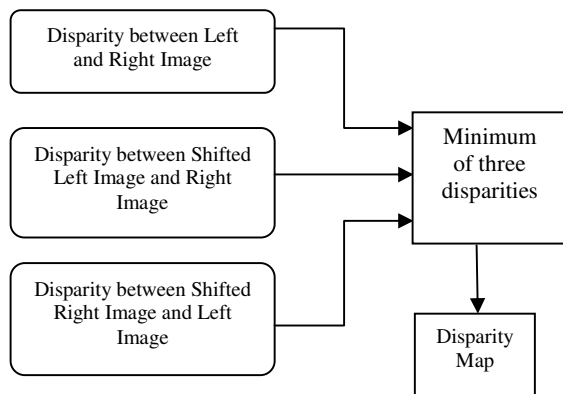 Disparity between Left
and Right Image
Disparity between Shifted
Left Image and Right
Image
Disparity between Shifted
Right Image and Left
Image
Minimum
of three
disparities
Disparity
Map